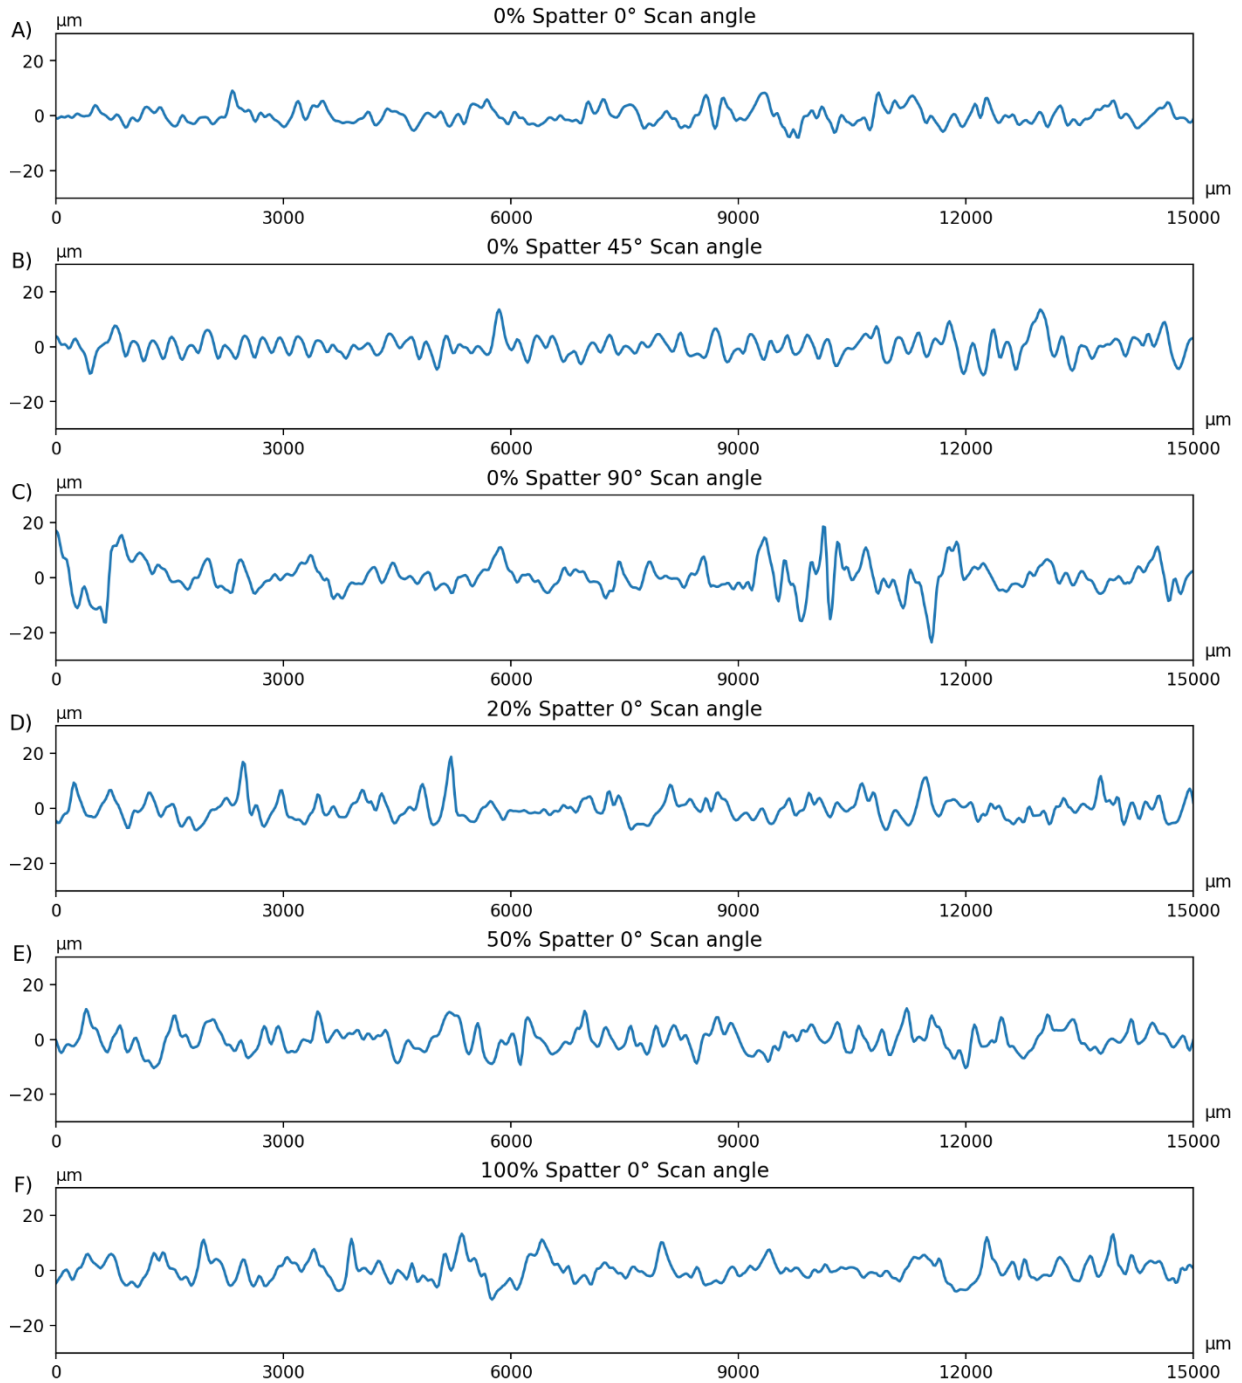 0% Spatter 0° Scan angle
A)
µm
20
0
−20
µm
0 3000 6000 9000 12000 15000
0% Spatter 45° Scan angle
B)
µm
20
0
−20
µm
0 3000 6000 9000 12000 15000
0% Spatter 90° Scan angle
C)
µm
20
0
−20
µm
0 3000 6000 9000 12000 15000
20% Spatter 0° Scan angle
D)
µm
20
0
−20
µm
0 3000 6000 9000 12000 15000
50% Spatter 0° Scan angle
E)
µm
20
0
−20
µm
0 3000 6000 9000 12000 15000
100% Spatter 0° Scan angle
F)
µm
20
0
−20
µm
0 3000 6000 9000 12000 15000